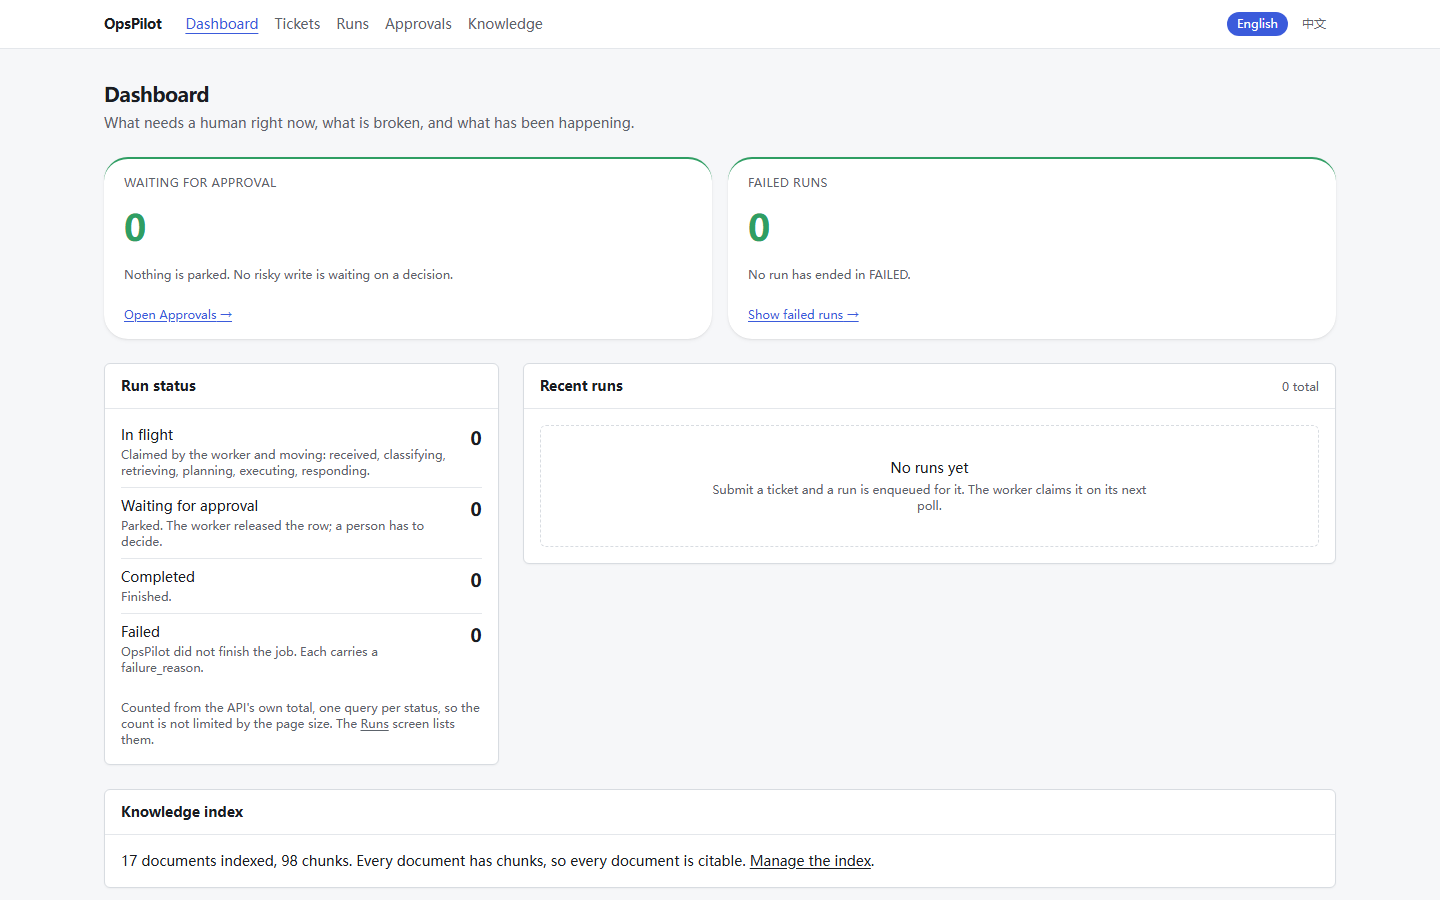 OpsPilot Dashboard Tickets Runs Approvals Knowledge English 中文
Dashboard
What needs a human right now, what is broken, and what has been happening.
WAITING FOR APPROVAL
0
Nothing is parked. No risky write is waiting on a decision.
Open Approvals →
FAILED RUNS
0
No run has ended in FAILED.
Show failed runs →
Run status
In flight 0
Claimed by the worker and moving: received, classifying,
retrieving, planning, executing, responding.
Waiting for approval 0
Parked. The worker released the row; a person has to
decide.
Completed 0
Finished.
Failed 0
OpsPilot did not finish the job. Each carries a
failure_reason.
Counted from the API's own total, one query per status, so the
count is not limited by the page size. The Runs screen lists
them.
Recent runs 0 total
No runs yet
Submit a ticket and a run is enqueued for it. The worker claims it on its next
poll.
Knowledge index
17 documents indexed, 98 chunks. Every document has chunks, so every document is citable. Manage the index.